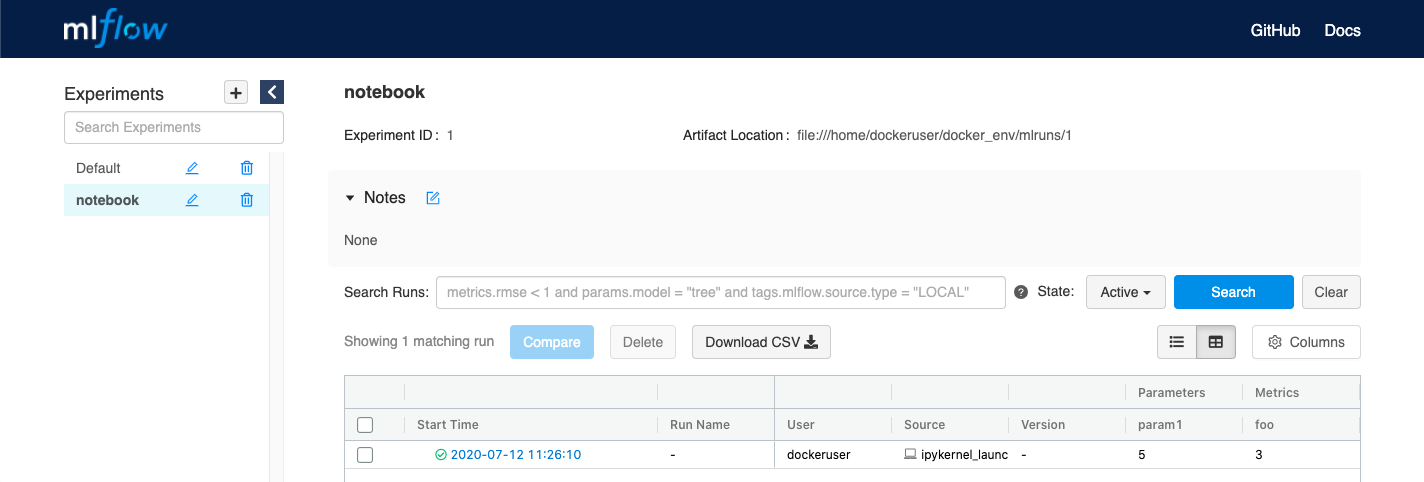 mlflow
GitHub Docs
Experiments
Search Experiments
Default
notebook
notebook
Experiment ID : 1 Artifact Location : file:///home/dockeruser/docker_env/mlruns/1
Notes
None
Search Runs: metrics.rmse < 1 and params.model = "tree" and tags.mlflow.source.type = "LOCAL" ? State: Active Search Clear
Showing 1 matching run Compare Delete Download CSV Columns
Parameters Metrics
Start Time Run Name User Source Version param1 foo
2020-07-12 11:26:10 - dockeruser ipykernel_launc - 5 3